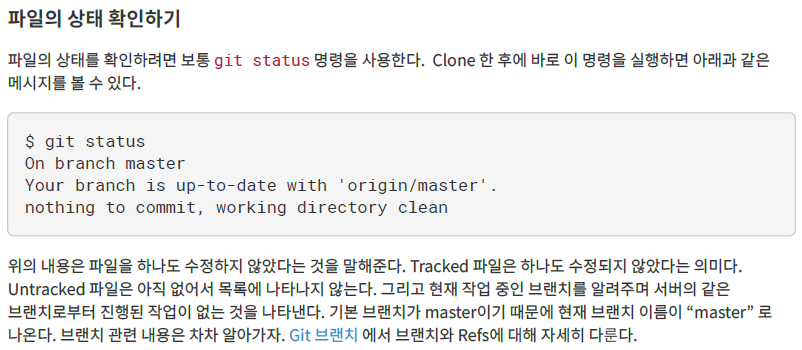 파일의 상태 확인하기
파일의 상태를 확인하려면 보통 git status 명령을 사용한다. Clone 한 후에 바로 이 명령을 실행하면 아래과 같은
메시지를 볼 수 있다.
$ git status
On branch master
Your branch is up-to-date with 'origin/master'.
nothing to commit, working directory clean
위의 내용은 파일을 하나도 수정하지 않았다는 것을 말해준다. Tracked 파일은 하나도 수정되지 않았다는 의미다.
Untracked 파일은 아직 없어서 목록에 나타나지 않는다. 그리고 현재 작업 중인 브랜치를 알려주며 서버의 같은
브랜치로부터 진행된 작업이 없는 것을 나타낸다. 기본 브랜치가 master이기 때문에 현재 브랜치 이름이 “master” 로
나온다. 브랜치 관련 내용은 차차 알아가자. Git 브랜치 에서 브랜치와 Refs에 대해 자세히 다룬다.